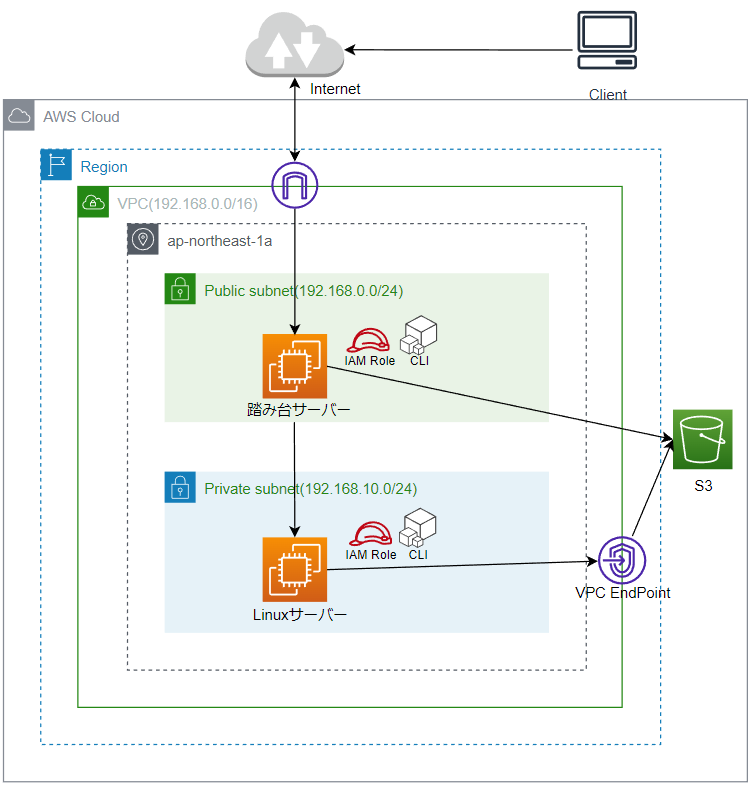 Internet
Client
AWS Cloud
Region
VPC(192.168.0.0/16)
ap-northeast-1a
Public subnet(192.168.0.0/24)
IAM Role
CLI
踏み台サーバー
S3
Private subnet(192.168.10.0/24)
IAM Role
CLI
VPC EndPoint
Linuxサーバー